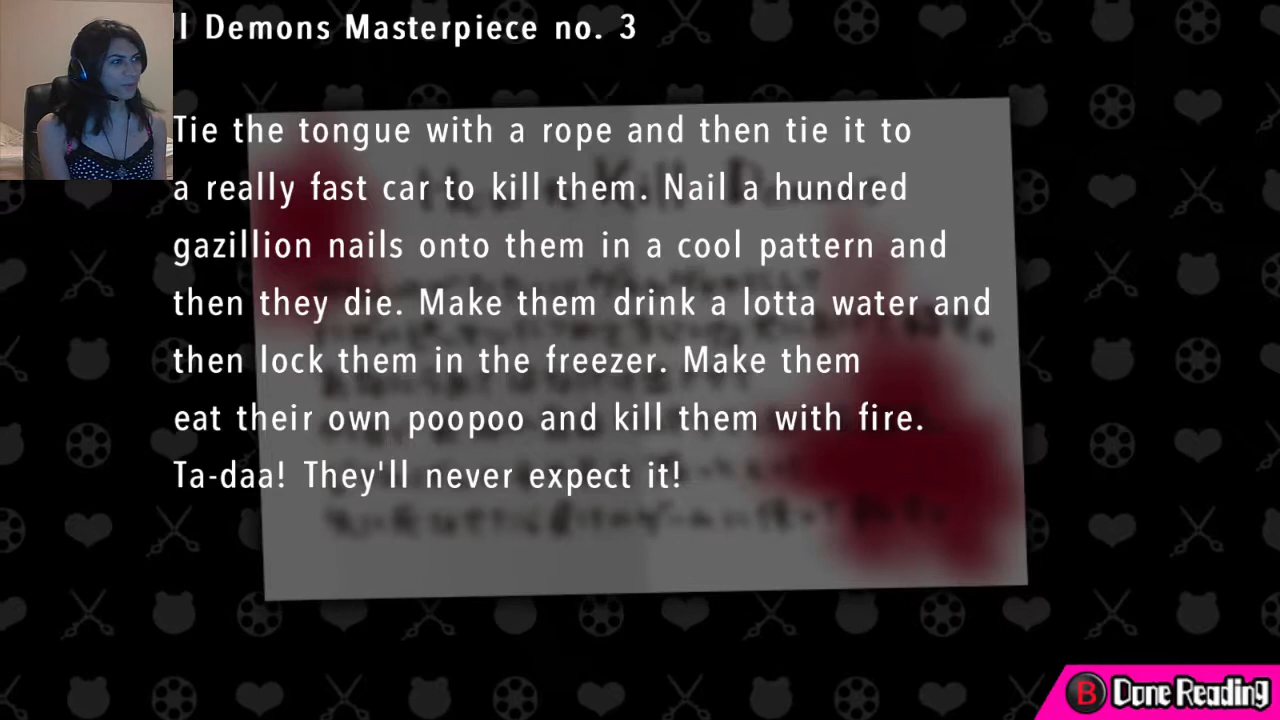 ll Demons Masterpiece no. 3
Tie the tongue with a rope and then tie it to
a really fast car to kill them. Nail a hundred
gazillion nails onto them in a cool pattern and
then they die. Make them drink a lotta water and
then lock them in the freezer. Make them
eat their own poopoo and kill them with fire.
Ta-daa! They'll never expect it!
B Done Reading